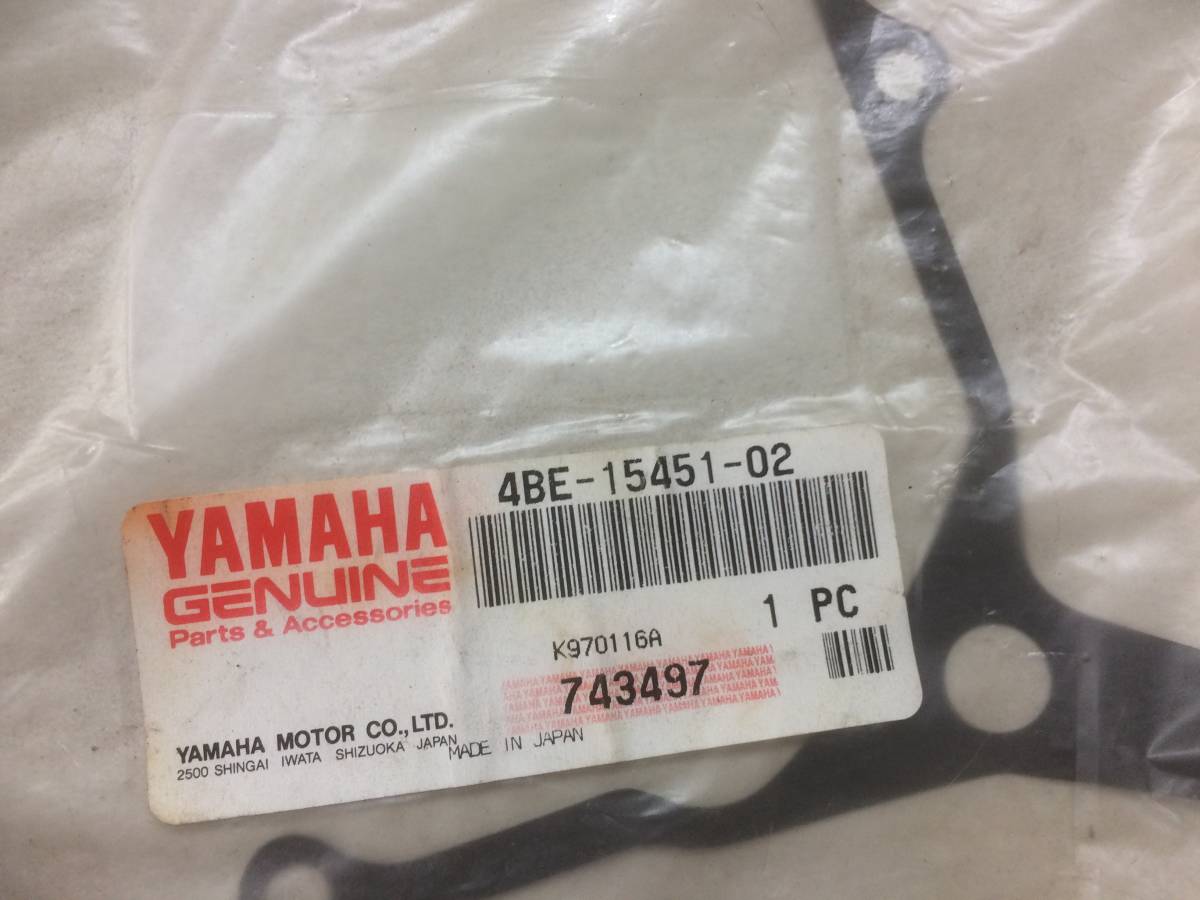 YAMAHA
GENUINE
Parts & Accessories
4BE-15451-02
1 PC
K970116A
743497
YAMAHA MOTOR CO.,LTD.
2500 SHINGAI IWATA SHIZUOKA JAPAN
MADE IN JAPAN